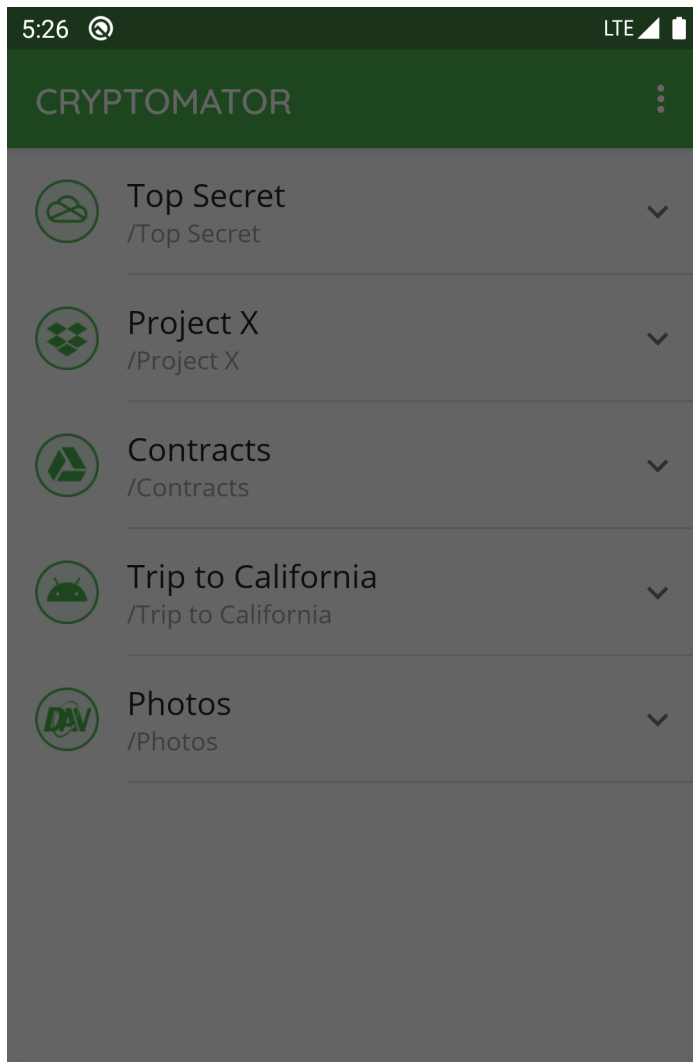 5:26 LTE
CRYPTOMATOR
Top Secret
/Top Secret
Project X
/Project X
Contracts
/Contracts
Trip to California
/Trip to California
DAV
Photos
/Photos